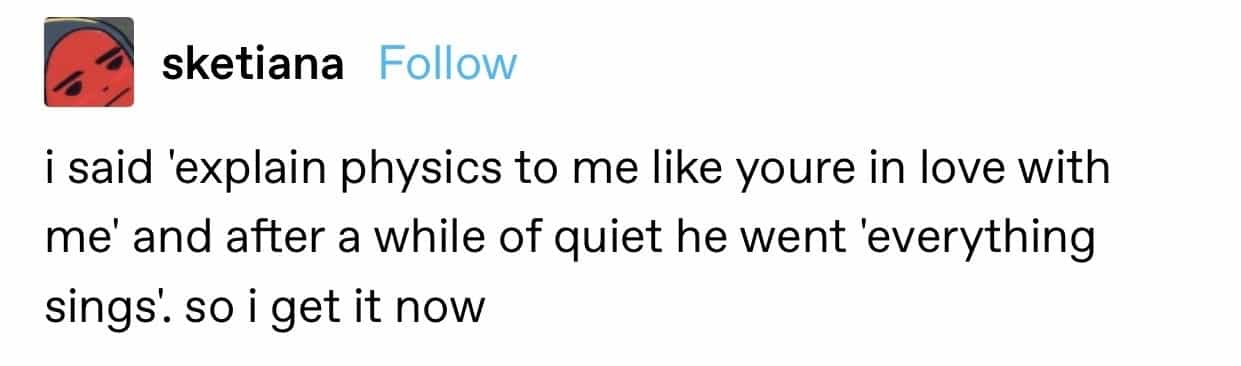 sketiana Follow
i said 'explain physics to me like youre in love with
me' and after a while of quiet he went 'everything
sings'. so i get it now